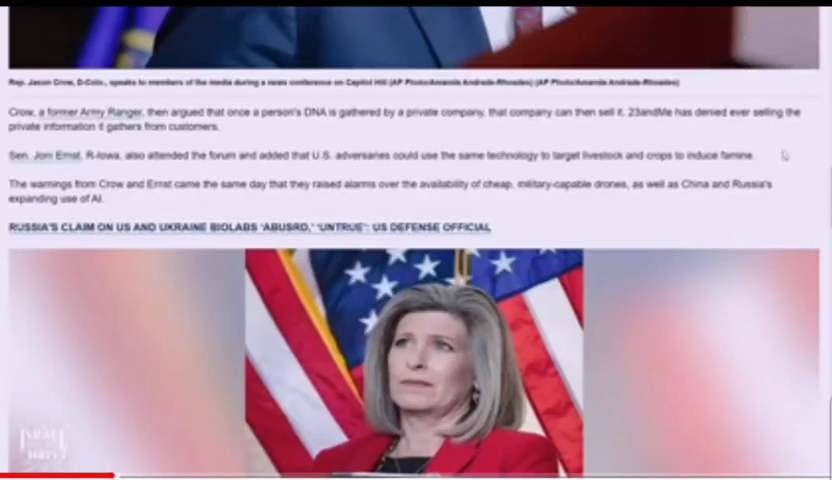 Rep. Jason Crow, D-Colo., speaks to members of the media during a news conference on Capitol Hill (AP Photo/Amanda Andrade-Rhoades) (AP Photo/Amanda Andrade-Rhoades)
Crow, a former Army Ranger, then argued that once a person's DNA is gathered by a private company, that company can then sell it. 23andMe has denied ever selling the
private information it gathers from customers.
Sen. Joni Ernst, R-Iowa, also attended the forum and added that U.S. adversaries could use the same technology to target livestock and crops to induce famine.
The warnings from Crow and Ernst came the same day that they raised alarms over the availability of cheap, military-capable drones, as well as China and Russia's
expanding use of AI.
RUSSIA'S CLAIM ON US AND UKRAINE BIOLABS 'ABUSRD,' 'UNTRUE': US DEFENSE OFFICIAL